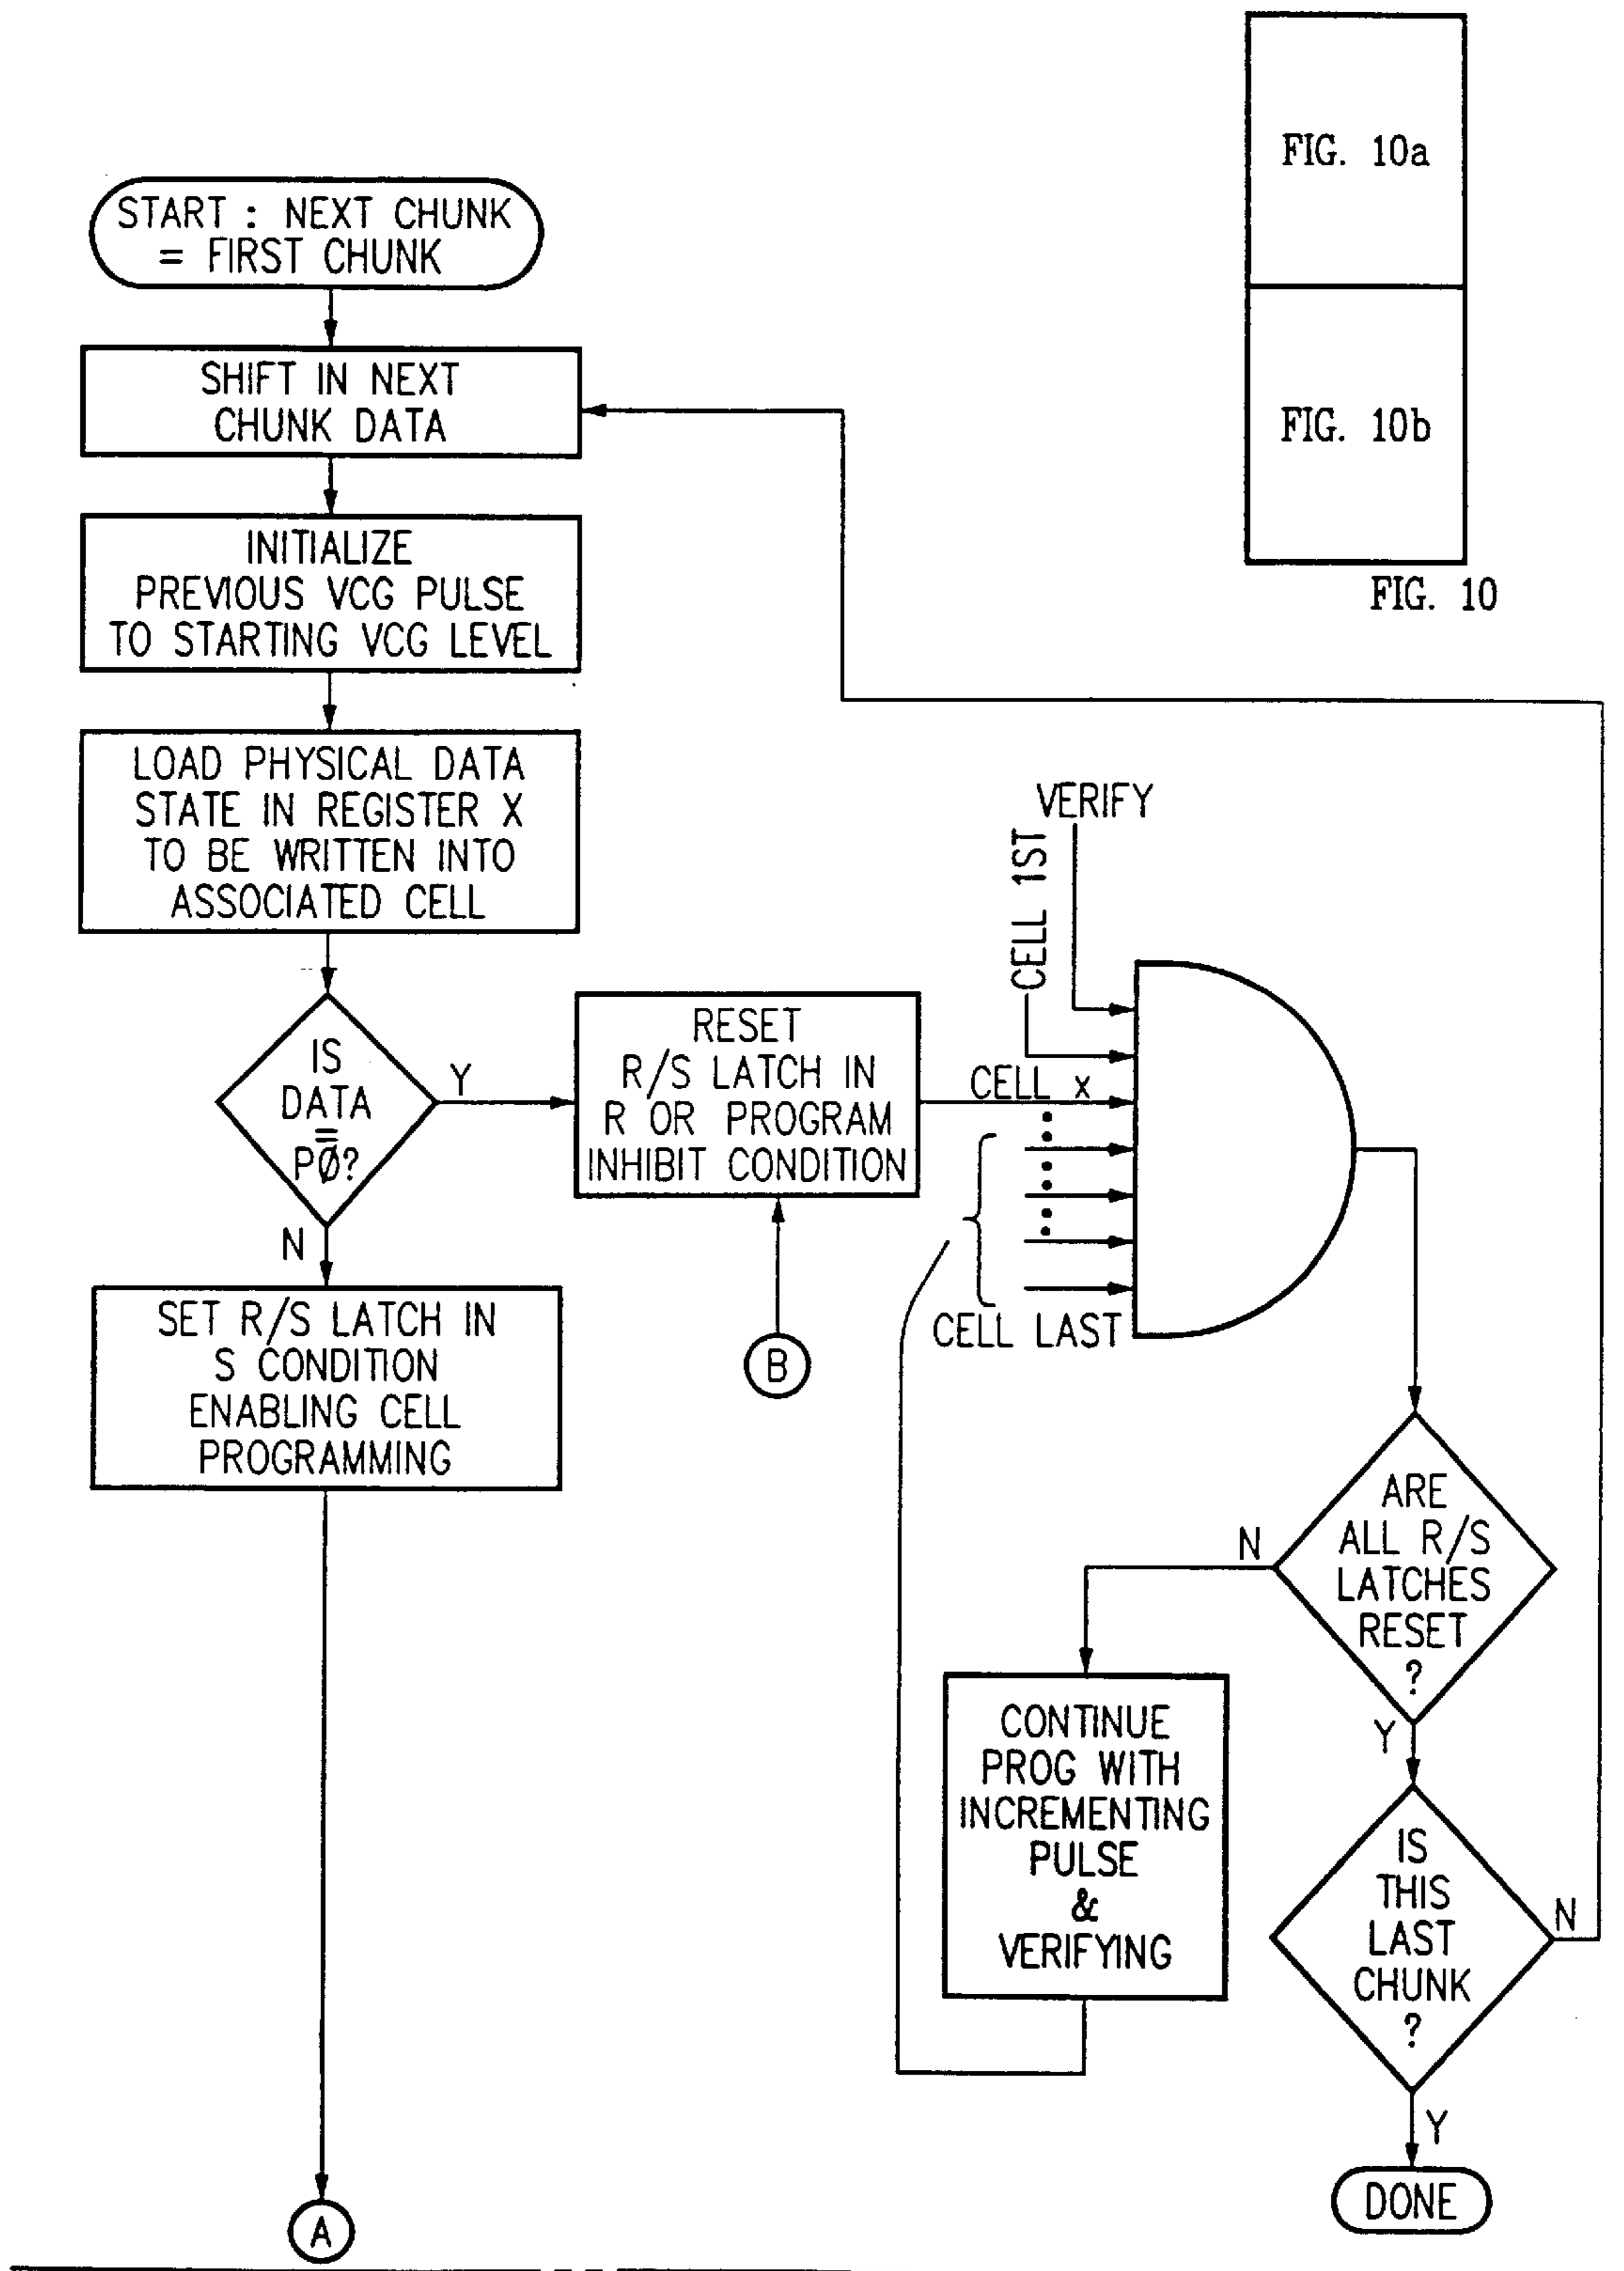 FIG. 10a
FIG. 10b
FIG. 10
START : NEXT CHUNK
= FIRST CHUNK
SHIFT IN NEXT
CHUNK DATA
INITIALIZE
PREVIOUS VCG PULSE
TO STARTING VCG LEVEL
LOAD PHYSICAL DATA
STATE IN REGISTER X
TO BE WRITTEN INTO
ASSOCIATED CELL
IS
DATA
=
PØ?
Y
N
RESET
R/S LATCH IN
R OR PROGRAM
INHIBIT CONDITION
B
SET R/S LATCH IN
S CONDITION
ENABLING CELL
PROGRAMMING
A
VERIFY
CELL 1ST
CELL x
CELL LAST
ARE
ALL R/S
LATCHES
RESET
?
N
Y
CONTINUE
PROG WITH
INCREMENTING
PULSE
&
VERIFYING
IS
THIS
LAST
CHUNK
?
N
Y
DONE